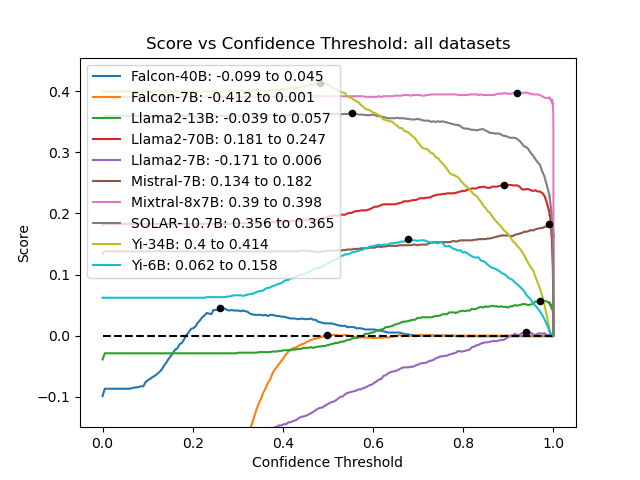 Score vs Confidence Threshold: all datasets
Falcon-40B: -0.099 to 0.045
Falcon-7B: -0.412 to 0.001
Llama2-13B: -0.039 to 0.057
Llama2-70B: 0.181 to 0.247
Llama2-7B: -0.171 to 0.006
Mistral-7B: 0.134 to 0.182
Mixtral-8x7B: 0.39 to 0.398
SOLAR-10.7B: 0.356 to 0.365
Yi-34B: 0.4 to 0.414
Yi-6B: 0.062 to 0.158
Score
0.4
0.3
0.2
0.1
0.0
−0.1
0.0 0.2 0.4 0.6 0.8 1.0
Confidence Threshold